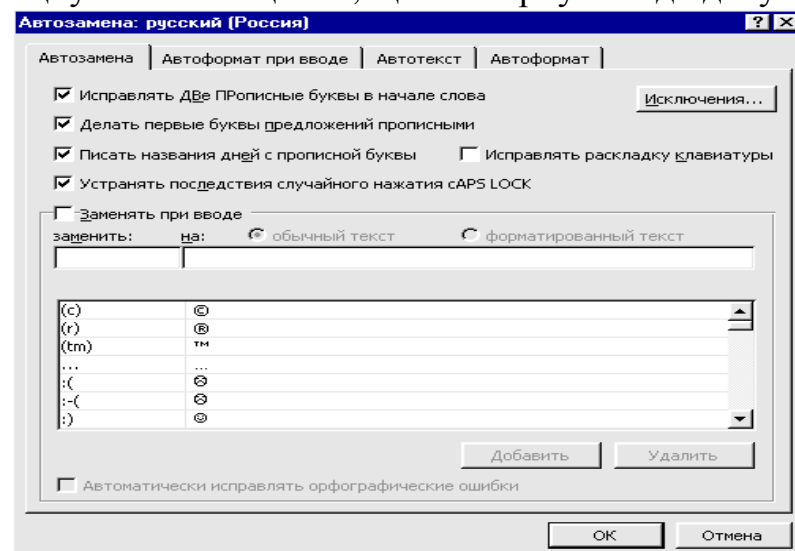 Автозамена: русский (Россия)
Автозамена Автоформат при вводе Автотекст Автоформат
Исправлять ДВе ПРописные буквы в начале слова Исключения...
Делать первые буквы предложений прописными
Писать названия дней с прописной буквы Исправлять раскладку клавиатуры
Устранять последствия случайного нажатия cAPS LOCK
Заменять при вводе
заменить: на: обычный текст форматированный текст
(c) ©
(r) ®
(tm) ™
... ...
:( ☹
:-( ☹
:) ☺
Добавить Удалить
Автоматически исправлять орфографические ошибки
ОК Отмена